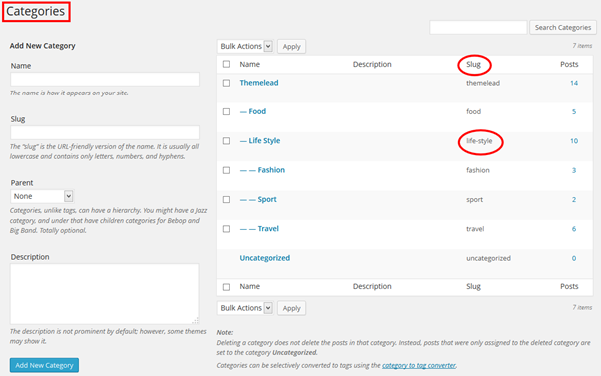 Categories
Search Categories
Add New Category
Name
The name is how it appears on your site.
Slug
The "slug" is the URL-friendly version of the name. It is usually all
lowercase and contains only letters, numbers, and hyphens.
Parent
None
Categories, unlike tags, can have a hierarchy. You might have a Jazz
category, and under that have children categories for Bebop and
Big Band. Totally optional.
Description
The description is not prominent by default; however, some themes
may show it.
Add New Category
Bulk Actions Apply 7 items
Name Description Slug Posts
Themelead themelead 14
— Food food 5
— Life Style life-style 10
— — Fashion fashion 3
— — Sport sport 2
— — Travel travel 6
Uncategorized uncategorized 0
Name Description Slug Posts
Bulk Actions Apply 7 items
Note:
Deleting a category does not delete the posts in that category. Instead, posts that were only assigned to the deleted category are
set to the category Uncategorized.
Categories can be selectively converted to tags using the category to tag converter.